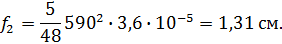 f₂ = 5/48 590² · 3,6 · 10⁻⁵ = 1,31 см.